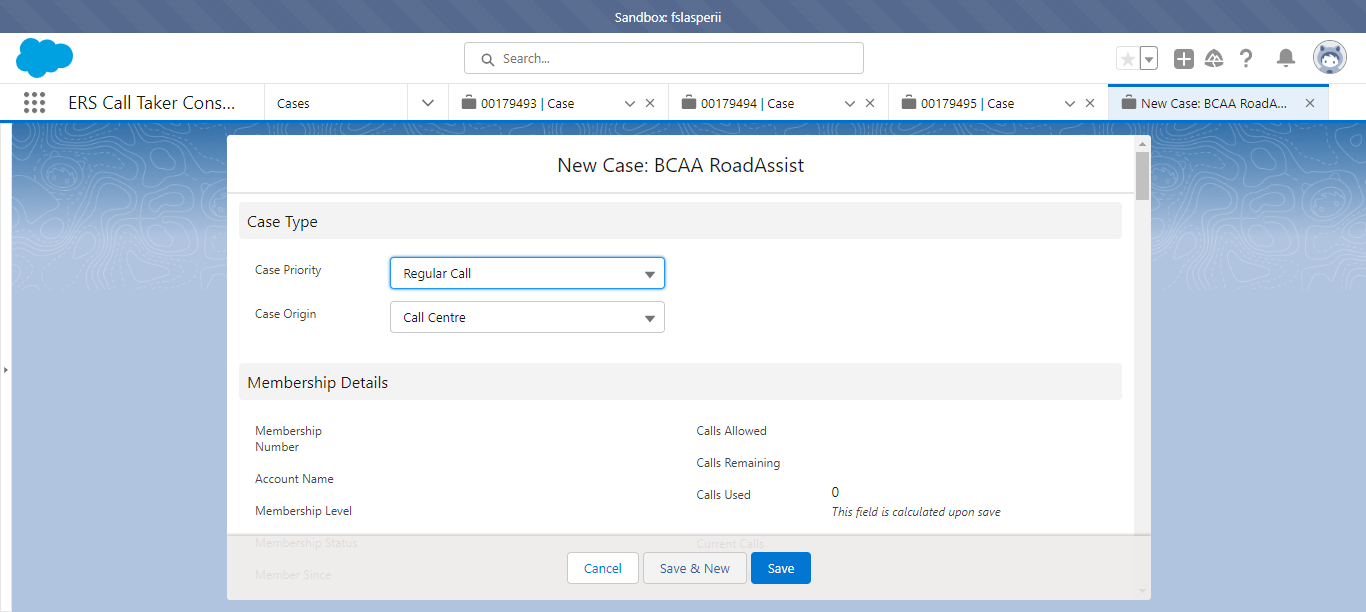 Sandbox: fslasperii
Search...
ERS Call Taker Cons...
Cases
00179493 | Case
00179494 | Case
00179495 | Case
New Case: BCAA RoadA...
New Case: BCAA RoadAssist
Case Type
Case Priority
Regular Call
Case Origin
Call Centre
Membership Details
Membership
Number
Account Name
Membership Level
Membership Status
Member Since
Calls Allowed
Calls Remaining
Calls Used
0
This field is calculated upon save
Current Calls
Cancel
Save & New
Save